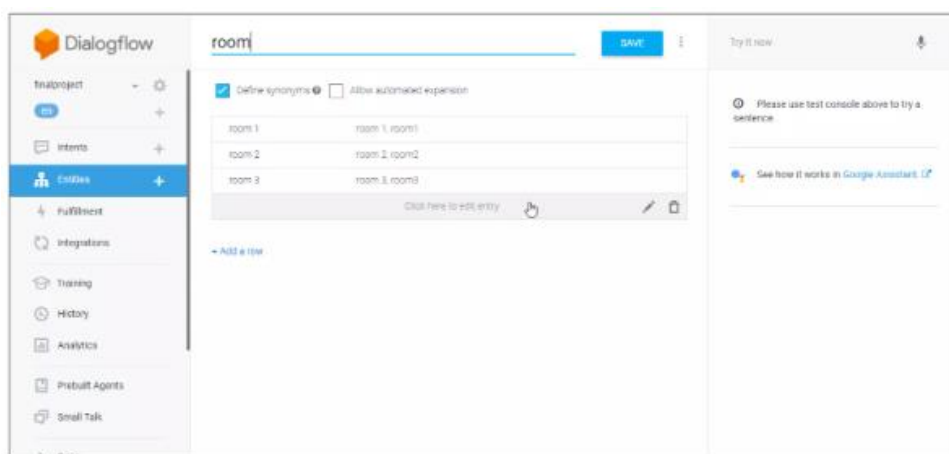 Dialogflow
room
SAVE
Try it now
finalproject
en
Define synonyms
Allow automated expansion
Please use test console above to try a
sentence.
room 1
room 1, room1
Intents
room 2
room 2, room2
Entities
room 3
room 3, room3
See how it works in Google Assistant.
Click here to edit entry
Fulfillment
Integrations
+ Add a row
Training
History
Analytics
Prebuilt Agents
Small Talk